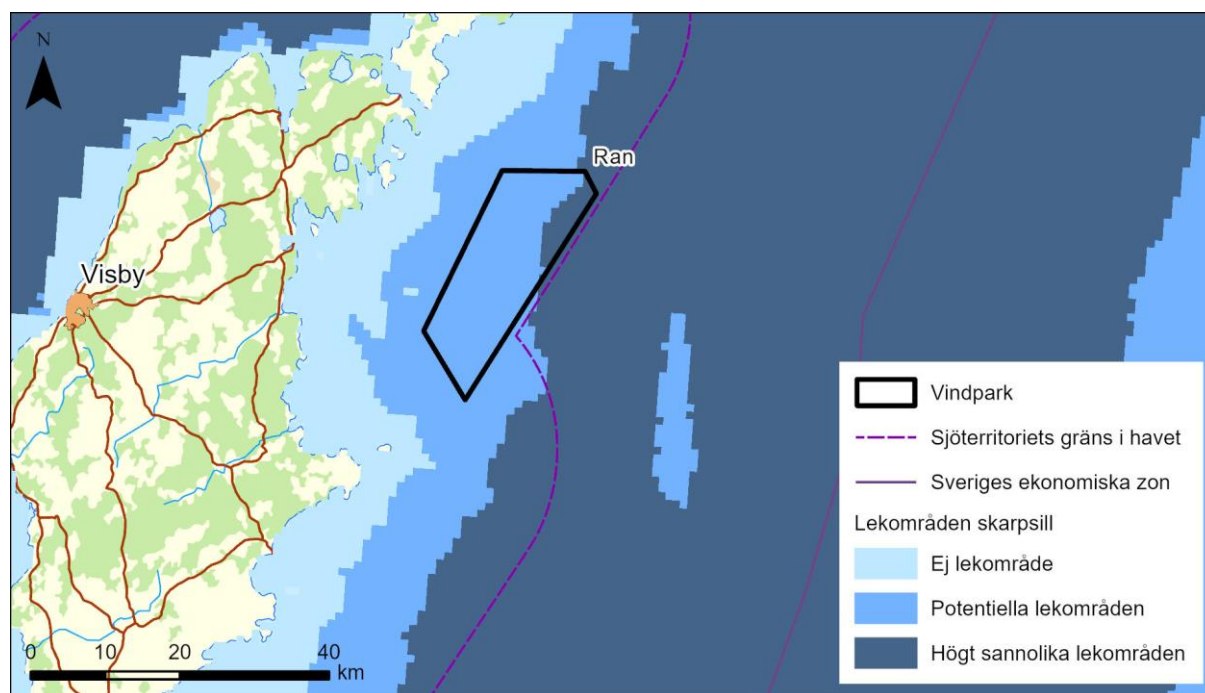 N
Ran
Visby
Vindpark
Sjöterritoriets gräns i havet
Sveriges ekonomiska zon
Lekområden skarpsill
Ej lekområde
Potentiella lekområden
Högt sannolika lekområden
0 10 20 40
km